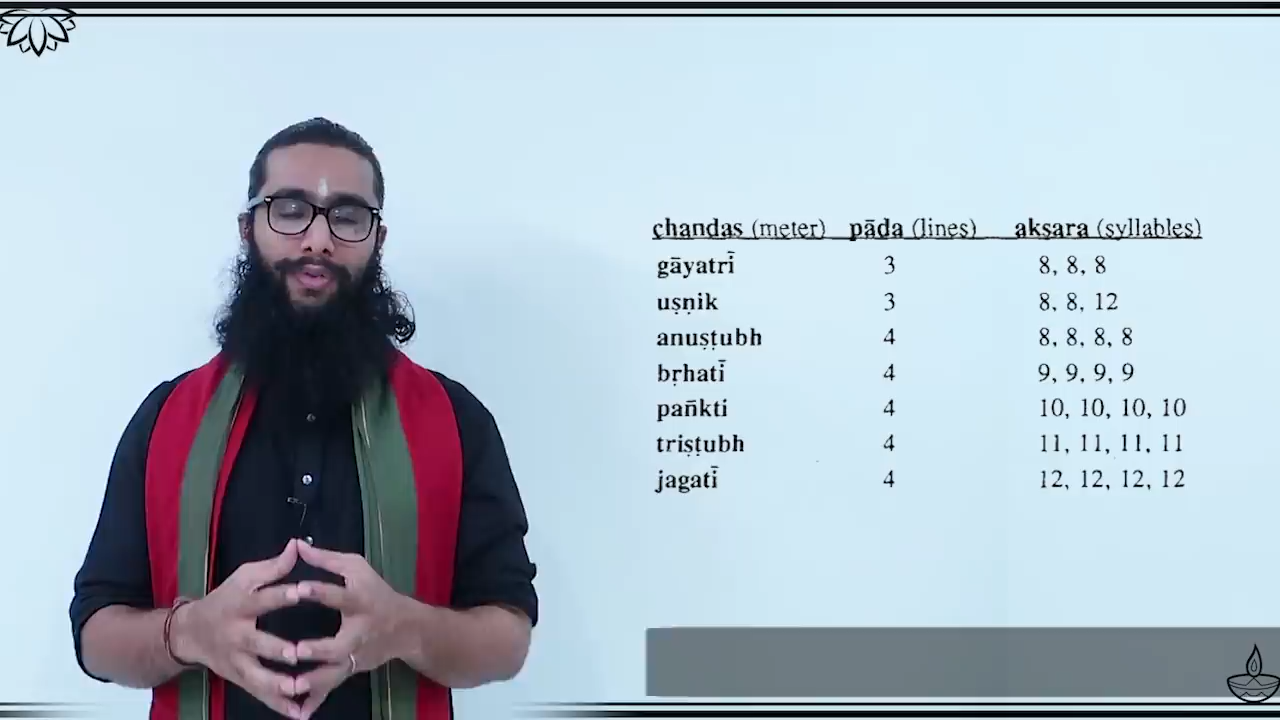 chandas (meter) pāda (lines) akṣara (syllables)
gāyatrī 3 8, 8, 8
uṣṇik 3 8, 8, 12
anuṣṭubh 4 8, 8, 8, 8
bṛhatī 4 9, 9, 9, 9
pañkti 4 10, 10, 10, 10
triṣṭubh 4 11, 11, 11, 11
jagatī 4 12, 12, 12, 12